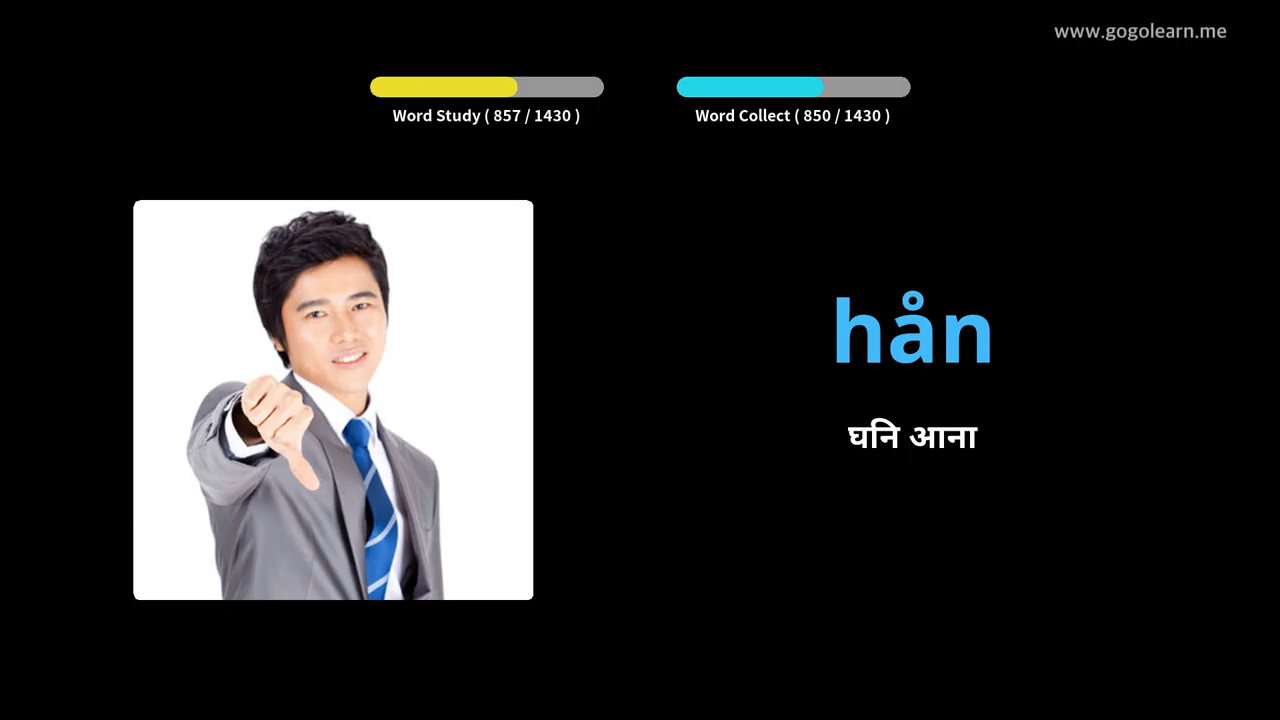 www.gogolearn.me
Word Study ( 857 / 1430 )
Word Collect ( 850 / 1430 )
hån
घनि आना